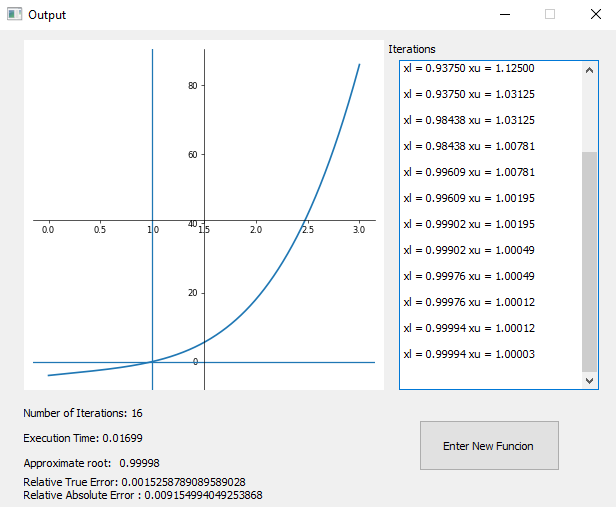 Output
Iterations
xl = 0.93750 xu = 1.12500
xl = 0.93750 xu = 1.03125
xl = 0.98438 xu = 1.03125
xl = 0.98438 xu = 1.00781
xl = 0.99609 xu = 1.00781
xl = 0.99609 xu = 1.00195
xl = 0.99902 xu = 1.00195
xl = 0.99902 xu = 1.00049
xl = 0.99976 xu = 1.00049
xl = 0.99976 xu = 1.00012
xl = 0.99994 xu = 1.00012
xl = 0.99994 xu = 1.00003
80
60
40
20
0
0.0 0.5 1.0 1.5 2.0 2.5 3.0
Number of Iterations: 16
Execution Time: 0.01699
Approximate root: 0.99998
Relative True Error: 0.0015258789089589028
Relative Absolute Error : 0.009154994049253868
Enter New Funcion